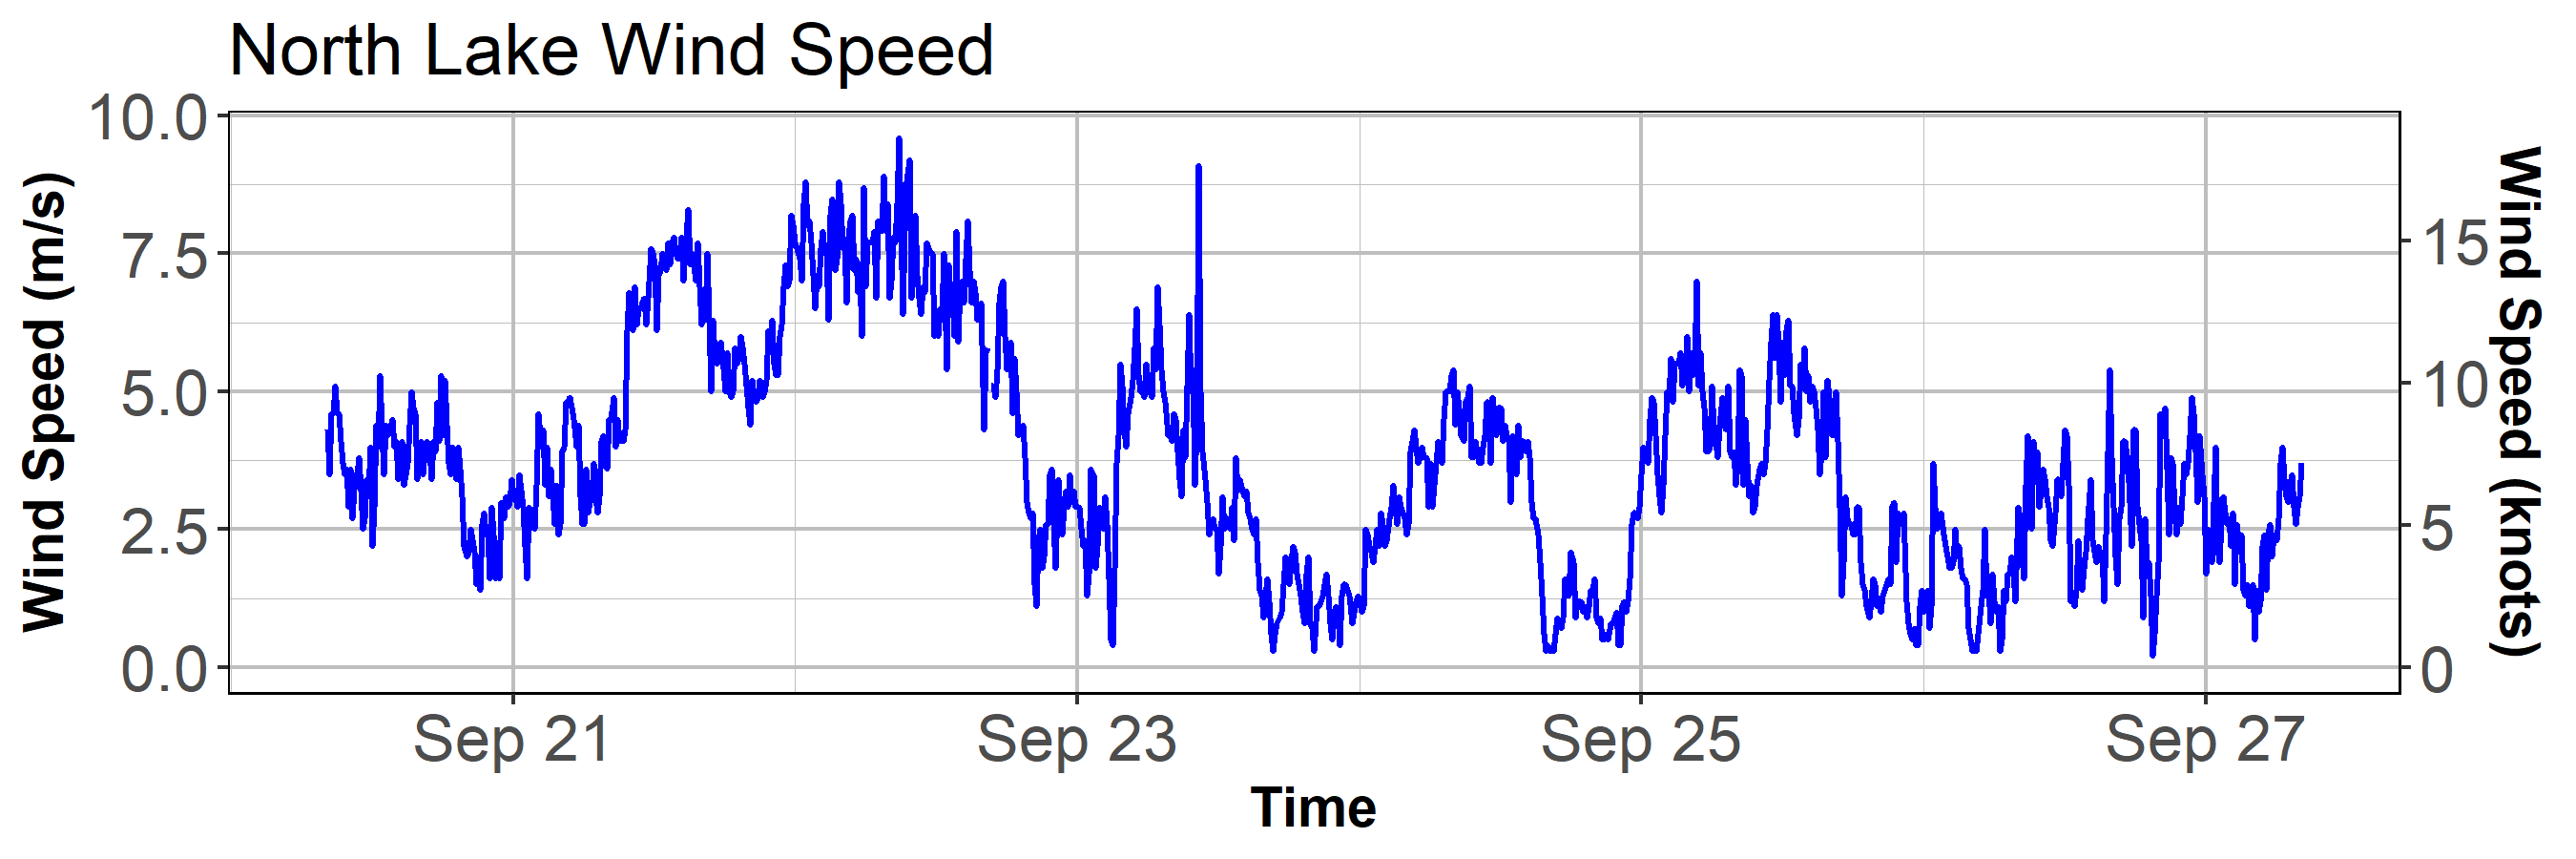 North Lake Wind Speed
Wind Speed (m/s)
10.0
7.5
5.0
2.5
0.0
Wind Speed (knots)
15
10
5
0
Sep 21 Sep 23 Sep 25 Sep 27
Time